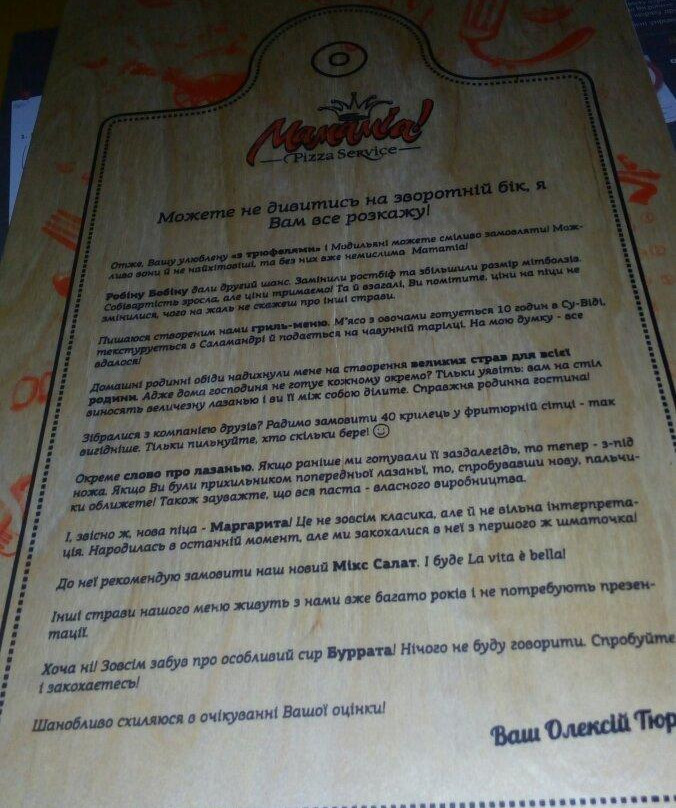 Mamamia!
Pizza Service
Можете не дивитись на зворотній бік, я
Вам все розкажу!
Отже, Вашу улюблену «з трюфелями» і Модильяні можете сміливо замовляти! Мож-
ливо вони й не найхітовіші, та без них вже немислима Mamamia!
Робіну Бобіну дали другий шанс. Замінили ростбіф та збільшили розмір мітболзів.
Собівартість зросла, але ціни тримаємо! Та й взагалі, Ви помітите, ціни на піци не
змінилися, чого на жаль не скажеш про інші страви.
Пишаюся створеним нами гриль-меню. М'ясо з овочами готується 10 годин в Су-Віді,
текстурується в Саламандрі й подається на чавунній тарілці. На мою думку - все
вдалося!
Домашні родинні обіди надихнули мене на створення великих страв для всієї
родини. Адже дома господиня не готує кожному окремо? Тільки уявіть: вам на стіл
виносять величезну лазанью і ви її між собою ділите. Справжня родинна гостина!
Зібралися з компанією друзів? Радимо замовити 40 крилець у фритюрній сітці - так
вигідніше. Тільки пильнуйте, хто скільки бере! ☺
Окреме слово про лазанью. Якщо раніше ми готували її заздалегідь, то тепер - з-під
ножа. Якщо Ви були прихильником попередньої лазаньї, то, спробувавши нову, пальчи-
ки оближете! Також зауважте, що вся паста - власного виробництва.
І, звісно ж, нова піца - Маргарита! Це не зовсім класика, але й не вільна інтерпрета-
ція. Народилась в останній момент, але ми закохалися в неї з першого ж шматочка!
До неї рекомендую замовити наш новий Мікс Салат. І буде La vita è bella!
Інші страви нашого меню живуть з нами вже багато років і не потребують презен-
тації.
Хоча ні! Зовсім забув про особливий сир Буррата! Нічого не буду говорити. Спробуйте
і закохаєтесь!
Шанобливо схиляюся в очікуванні Вашої оцінки!
Ваш Олексій